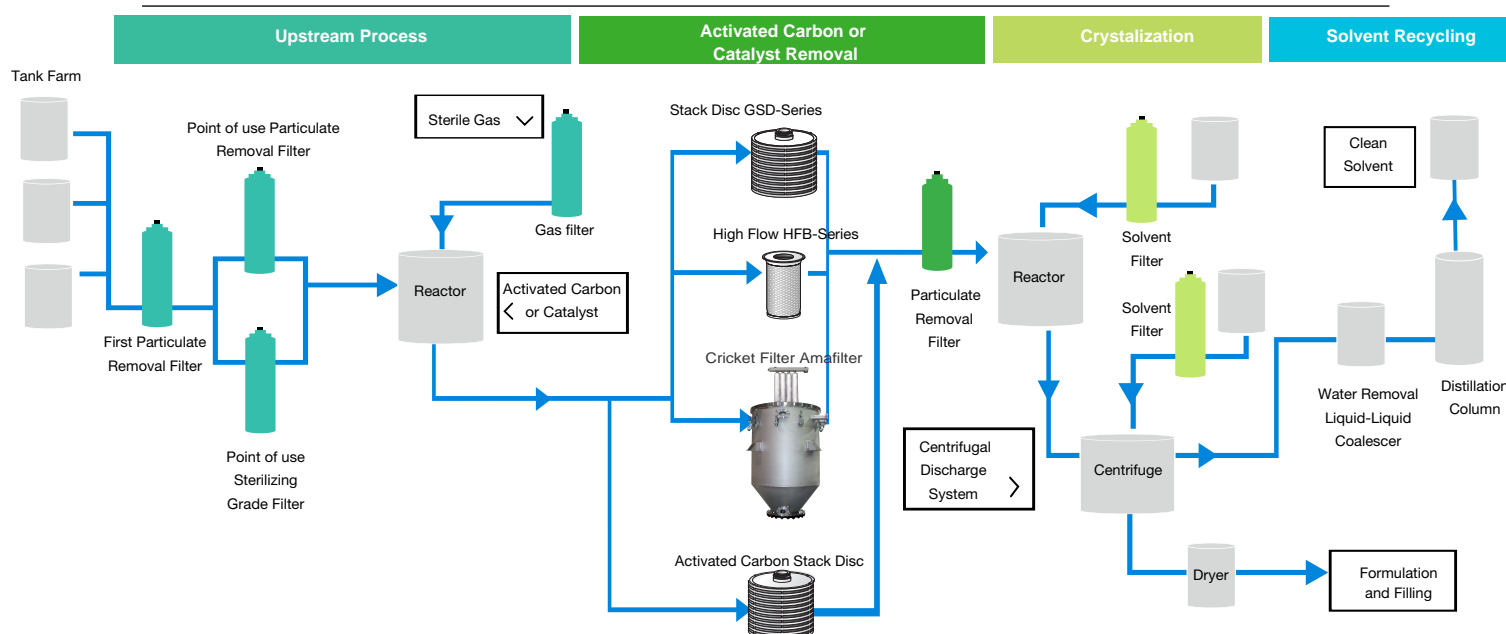 Upstream Process
Activated Carbon or
Catalyst Removal
Crystalization
Solvent Recycling
Tank Farm
Point of use Particulate
Removal Filter
Sterile Gas
Gas filter
First Particulate
Removal Filter
Point of use
Sterilizing
Grade Filter
Reactor
Activated Carbon
or Catalyst
Stack Disc GSD-Series
High Flow HFB-Series
Cricket Filter Amafilter
Activated Carbon Stack Disc
Particulate
Removal
Filter
Solvent
Filter
Reactor
Solvent
Filter
Centrifugal
Discharge
System
Centrifuge
Dryer
Formulation
and Filling
Water Removal
Liquid-Liquid
Coalescer
Distillation
Column
Clean
Solvent